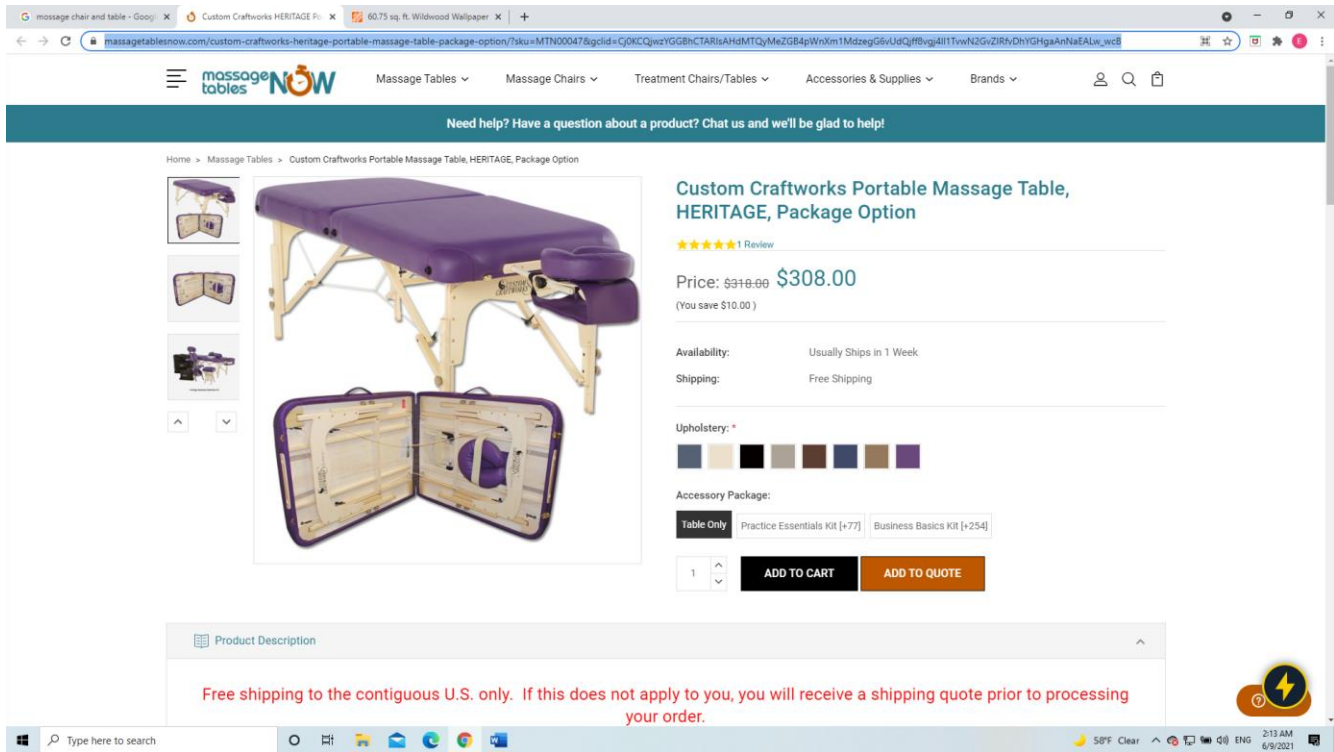 massage chair and table - Googl
Custom Craftworks HERITAGE Po
60.75 sq. ft. Wildwood Wallpaper
massagetablesnow.com/custom-craftworks-heritage-portable-massage-table-package-option/?sku=MTN00047&gclid=
massage tables NOW
Massage Tables
Massage Chairs
Treatment Chairs/Tables
Accessories & Supplies
Brands
Need help? Have a question about a product? Chat us and we'll be glad to help!
Home > Massage Tables > Custom Craftworks Portable Massage Table, HERITAGE, Package Option
Custom Craftworks Portable Massage Table,
HERITAGE, Package Option
1 Review
Price: $318.00 $308.00
(You save $10.00 )
Availability: Usually Ships in 1 Week
Shipping: Free Shipping
Upholstery: *
Accessory Package:
Table Only Practice Essentials Kit [+77] Business Basics Kit [+254]
1 ADD TO CART ADD TO QUOTE
CUSTOM CRAFTWORKS
Product Description
Free shipping to the contiguous U.S. only. If this does not apply to you, you will receive a shipping quote prior to processing
your order.
Type here to search
58°F Clear ENG 2:13 AM
6/9/2021